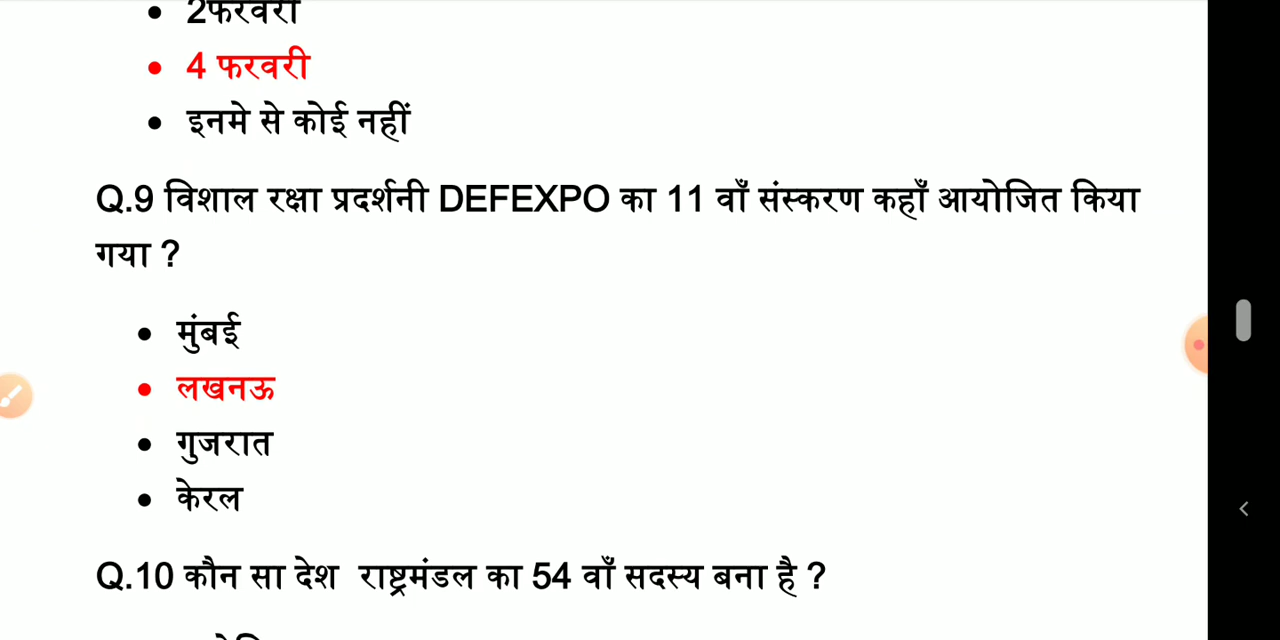 • 2फरवरी
• 4 फरवरी
• इनमे से कोई नहीं
Q.9 विशाल रक्षा प्रदर्शनी DEFEXPO का 11 वाँ संस्करण कहाँ आयोजित किया
गया ?
• मुंबई
• लखनऊ
• गुजरात
• केरल
Q.10 कौन सा देश राष्ट्रमंडल का 54 वाँ सदस्य बना है ?